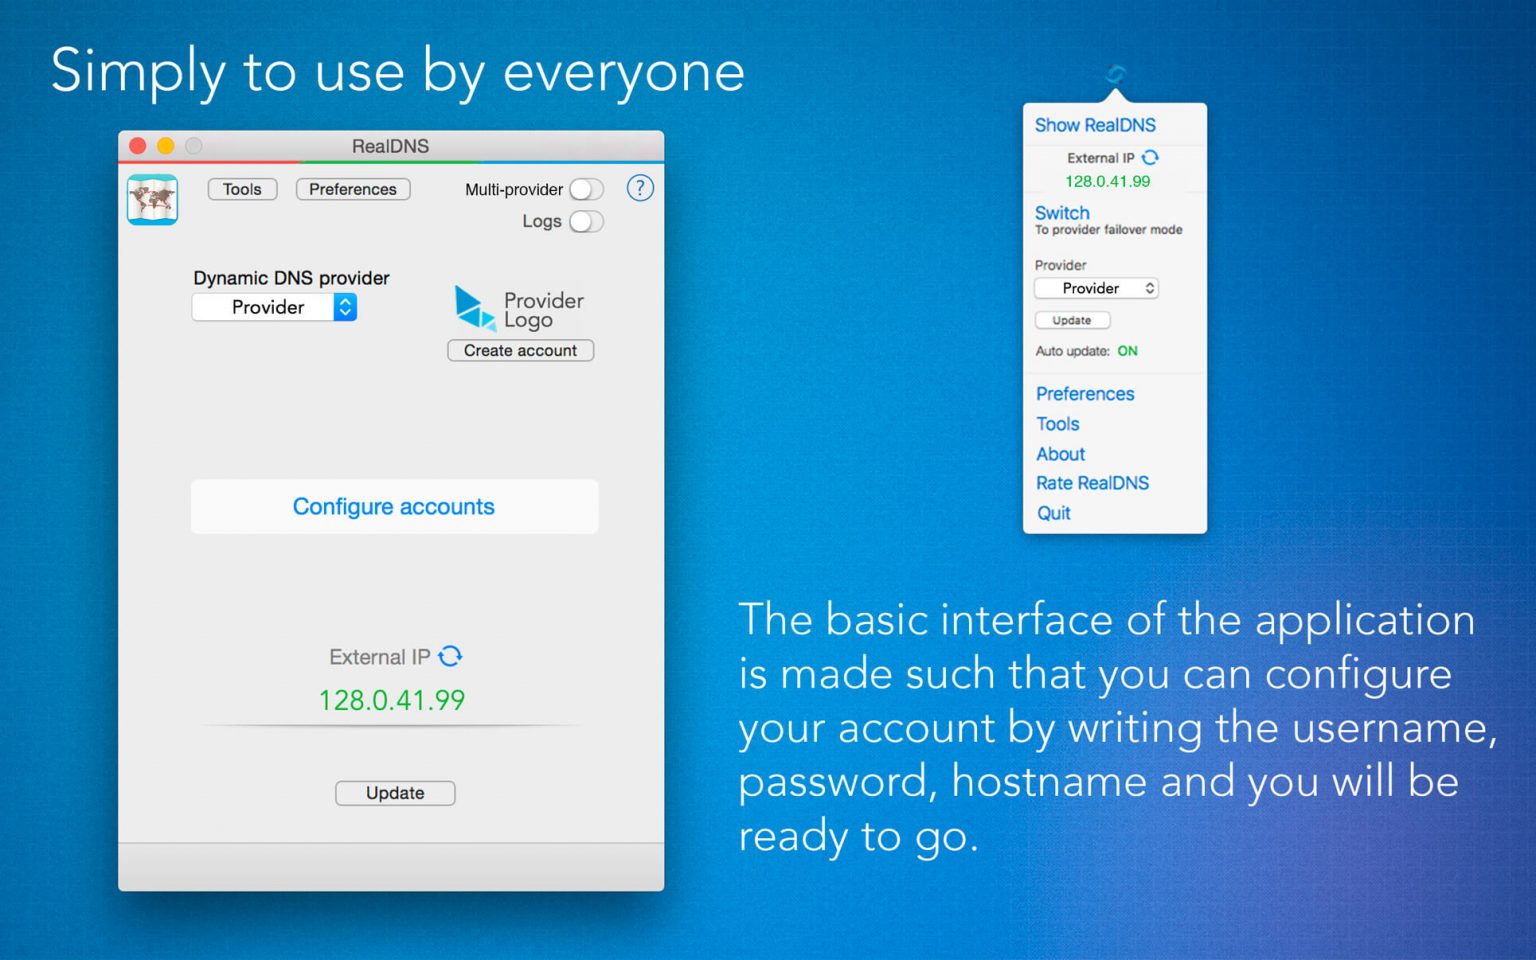 Simply to use by everyone
RealDNS
Tools
Preferences
Multi-provider
?
Logs
Dynamic DNS provider
Provider
Provider
Logo
Create account
Configure accounts
External IP
128.0.41.99
Update
Show RealDNS
External IP
128.0.41.99
Switch
To provider failover mode
Provider
Provider
Update
Auto update: ON
Preferences
Tools
About
Rate RealDNS
Quit
The basic interface of the application
is made such that you can configure
your account by writing the username,
password, hostname and you will be
ready to go.